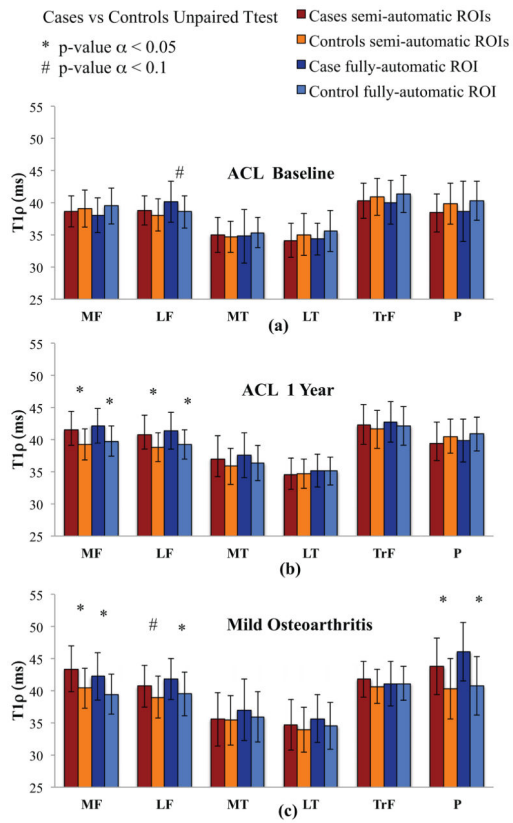 Cases vs Controls Unpaired Ttest
* p-value α < 0.05
# p-value α < 0.1
Cases semi-automatic ROIs
Controls semi-automatic ROIs
Case fully-automatic ROI
Control fully-automatic ROI
55
50
45
40
35
30
25
T1ρ (ms)
ACL Baseline
#
MF LF MT LT TrF P
(a)
55
50
45
40
35
30
25
T1ρ (ms)
ACL 1 Year
* * * *
MF LF MT LT TrF P
(b)
55
50
45
40
35
30
25
T1ρ (ms)
Mild Osteoarthritis
* * # * * *
MF LF MT LT TrF P
(c)